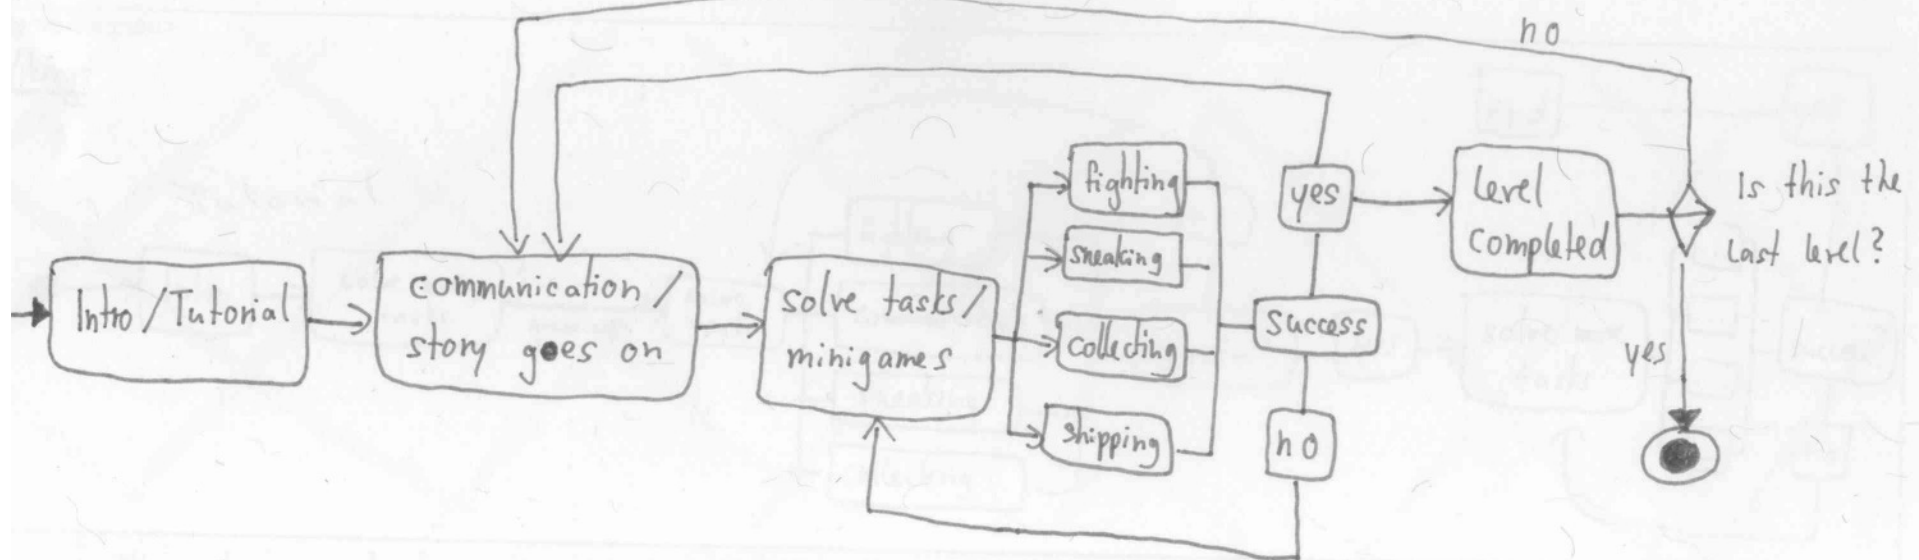 no
fighting
yes
level
completed
Is this the
last level?
sneaking
Intro/Tutorial
communication/
story goes on
solve tasks/
minigames
collecting
success
yes
shipping
no